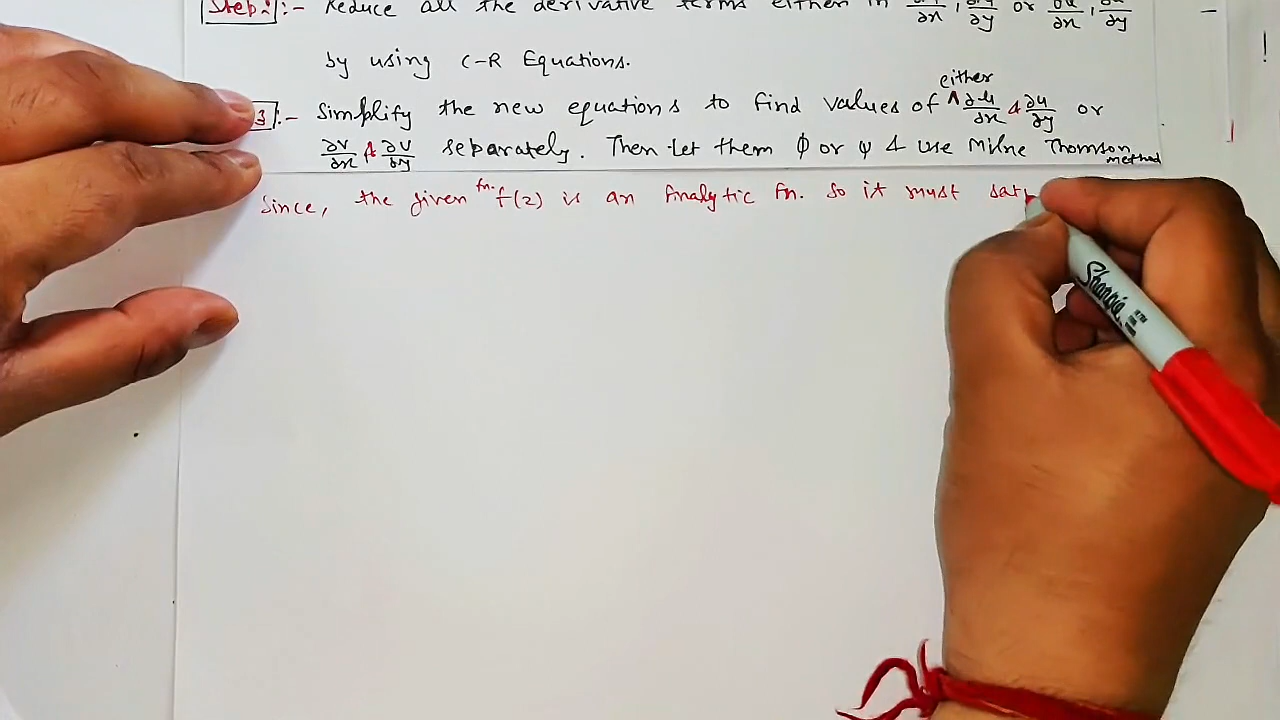 Step 2 :- Reduce all the derivative terms either in ∂u/∂x, ∂u/∂y or ∂v/∂x, ∂v/∂y
by using C-R Equations.
3 :- Simplify the new equations to find values of either ∂u/∂x & ∂u/∂y or
∂v/∂x & ∂v/∂y separately. Then let them ϕ or ψ & use Milne Thomson method
Since, the given fn. f(z) is an Analytic fn. So it must sat
Sharpie